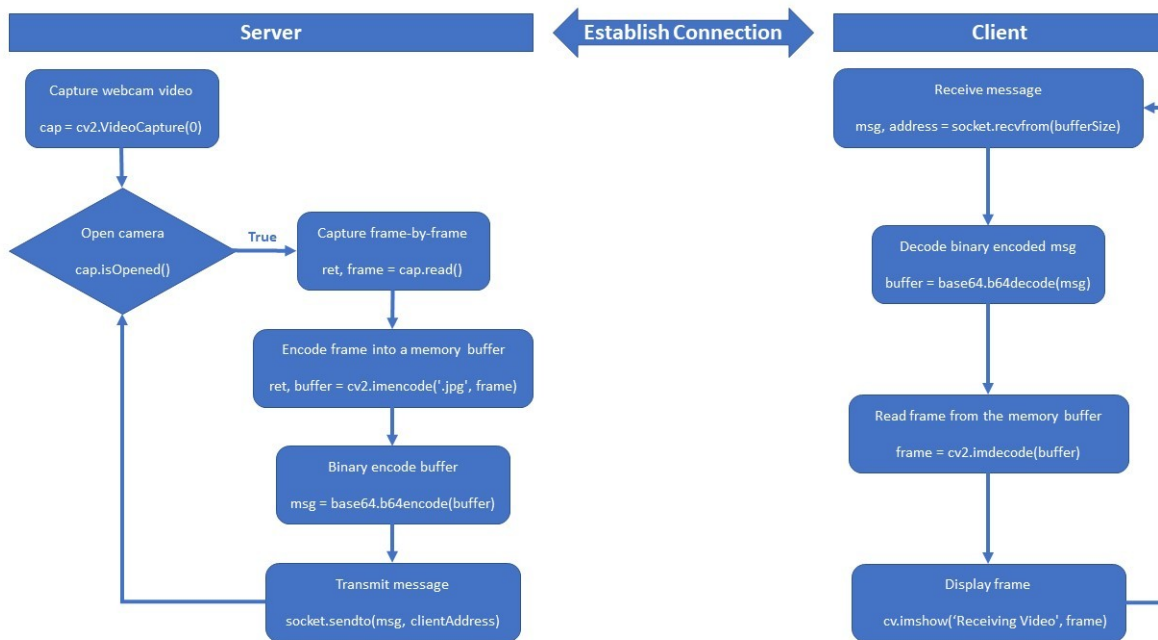 Server
Establish Connection
Client
Capture webcam video
cap = cv2.VideoCapture(0)
Open camera
cap.isOpened()
True
Capture frame-by-frame
ret, frame = cap.read()
Encode frame into a memory buffer
ret, buffer = cv2.imencode('.jpg', frame)
Binary encode buffer
msg = base64.b64encode(buffer)
Transmit message
socket.sendto(msg, clientAddress)
Receive message
msg, address = socket.recvfrom(bufferSize)
Decode binary encoded msg
buffer = base64.b64decode(msg)
Read frame from the memory buffer
frame = cv2.imdecode(buffer)
Display frame
cv.imshow(‘Receiving Video', frame)